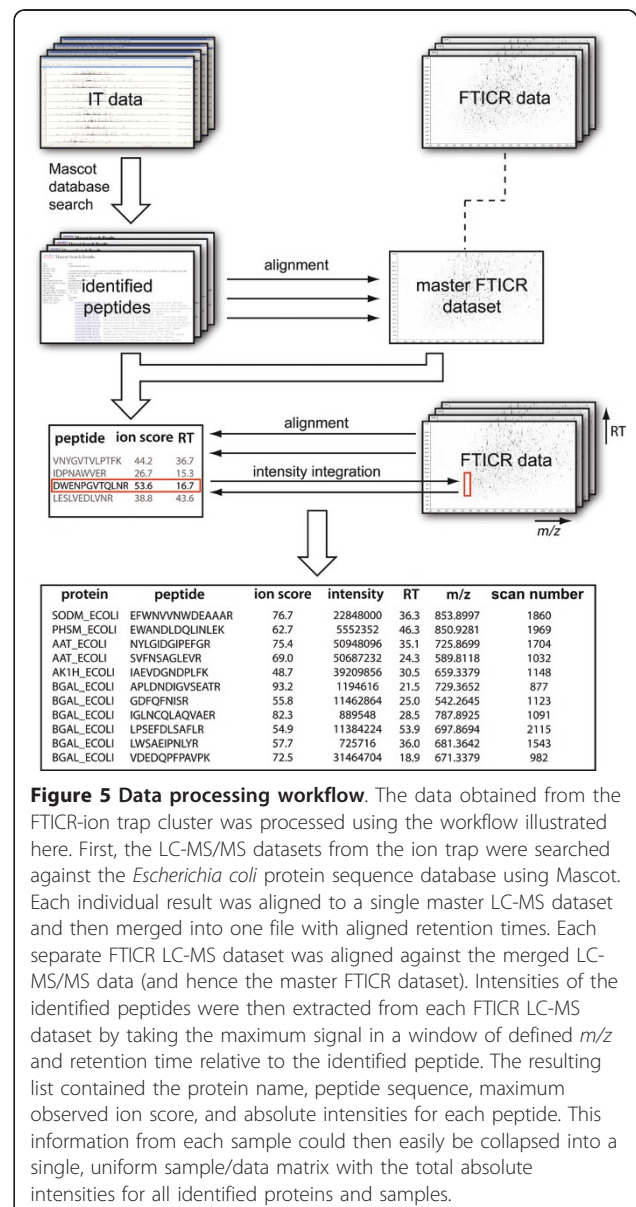 IT data
FTICR data
Mascot
database
search
identified
peptides
alignment
master FTICR
dataset
peptide ion score RT
VNYGVTVLPTFK 44.2 36.7
IDPNAWVER 26.7 15.3
DWENPGVTQLNR 53.6 16.7
LESLVEDLVNR 38.8 43.6
alignment
intensity integration
FTICR data
RT
m/z
protein peptide ion score intensity RT m/z scan number
SODM_ECOLI EFWNVVNWDEAAAR 76.7 22848000 36.3 853.8997 1860
PHSM_ECOLI EWANDLDQLINLEK 62.7 5552352 46.3 850.9281 1969
AAT_ECOLI NYLGIDGIPEFGR 75.4 50948096 35.1 725.8699 1704
AAT_ECOLI SVFNSAGLEVR 69.0 50687232 24.3 589.8118 1032
AK1H_ECOLI IAEVDGNDPLFK 48.7 39209856 30.5 659.3379 1148
BGAL_ECOLI APLDNDIGVSEATR 93.2 1194616 21.5 729.3652 877
BGAL_ECOLI GDFQFNISR 55.8 11462864 25.0 542.2645 1123
BGAL_ECOLI IGLNCQLAQVAER 82.3 889548 28.5 787.8925 1091
BGAL_ECOLI LPSEFDLSAFLR 54.9 11384224 53.9 697.8694 2115
BGAL_ECOLI LWSAEIPNLYR 57.7 725716 36.0 681.3642 1543
BGAL_ECOLI VDEDQPFPAVPK 72.5 31464704 18.9 671.3379 982
Figure 5 Data processing workflow. The data obtained from the
FTICR-ion trap cluster was processed using the workflow illustrated
here. First, the LC-MS/MS datasets from the ion trap were searched
against the Escherichia coli protein sequence database using Mascot.
Each individual result was aligned to a single master LC-MS dataset
and then merged into one file with aligned retention times. Each
separate FTICR LC-MS dataset was aligned against the merged LC-
MS/MS data (and hence the master FTICR dataset). Intensities of the
identified peptides were then extracted from each FTICR LC-MS
dataset by taking the maximum signal in a window of defined m/z
and retention time relative to the identified peptide. The resulting
list contained the protein name, peptide sequence, maximum
observed ion score, and absolute intensities for each peptide. This
information from each sample could then easily be collapsed into a
single, uniform sample/data matrix with the total absolute
intensities for all identified proteins and samples.